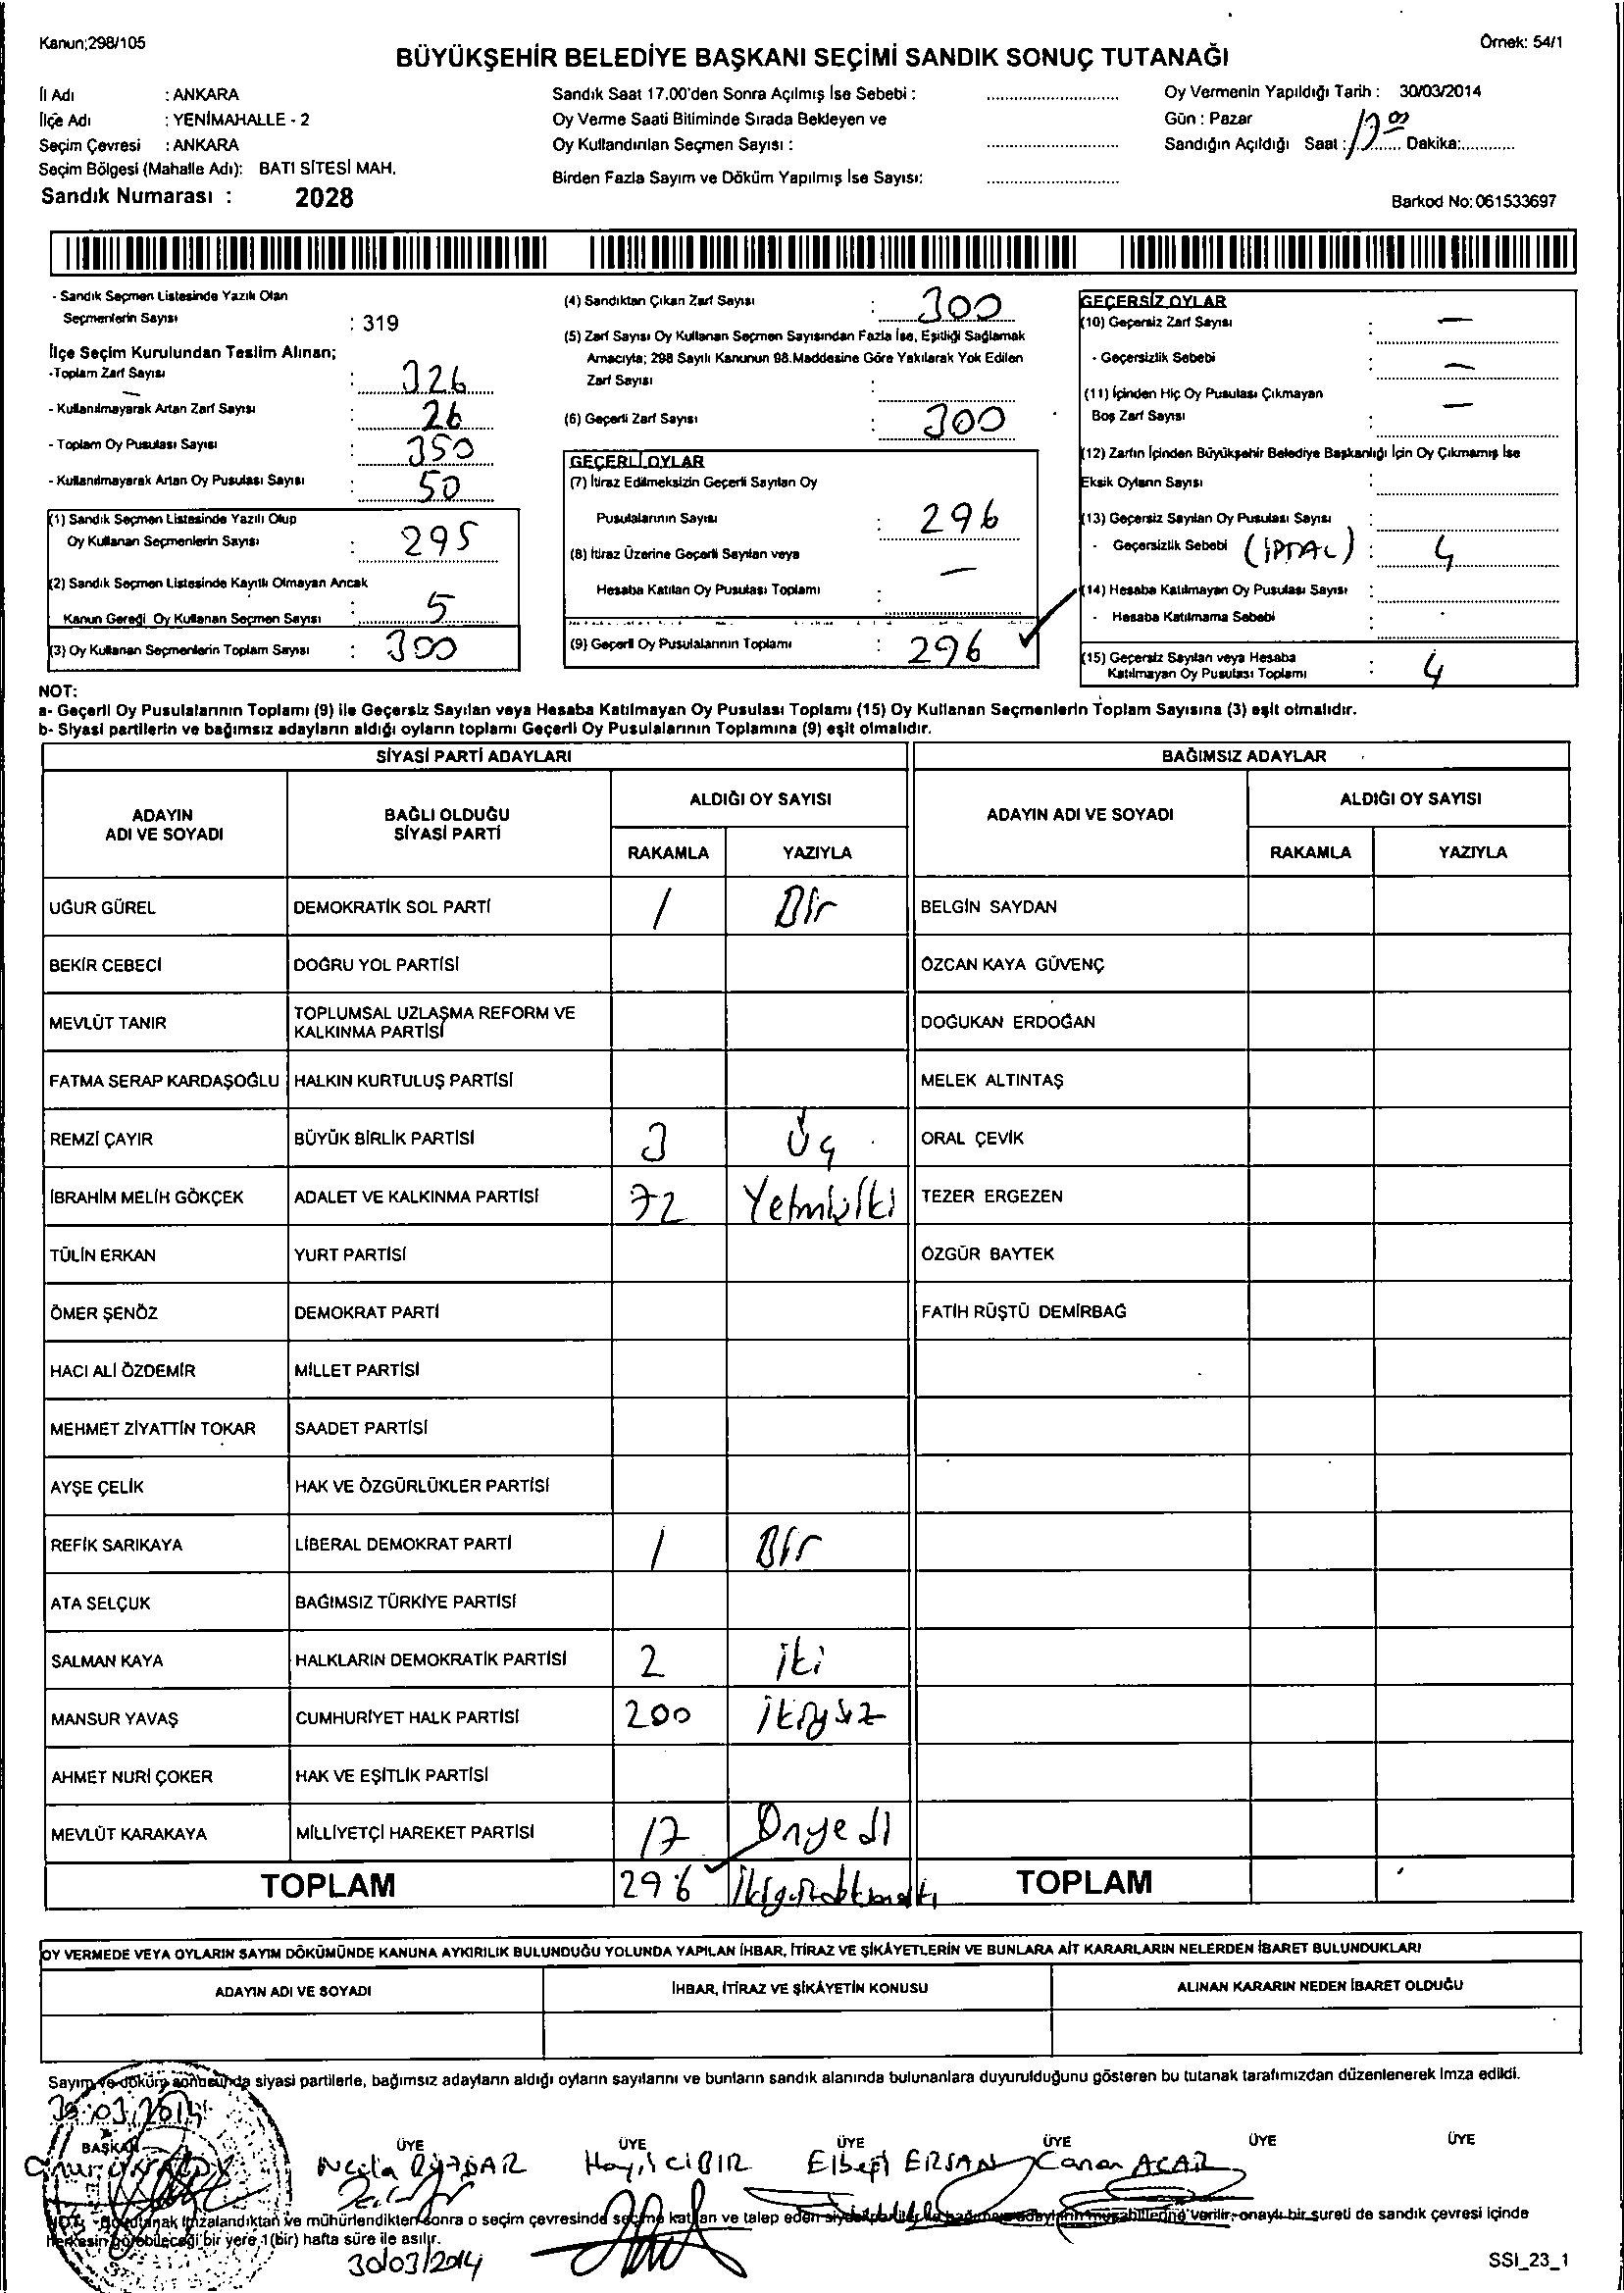 Kanun;298/105
Örnek: 54/1
BÜYÜKŞEHİR BELEDİYE BAŞKANI SEÇİMİ SANDIK SONUÇ TUTANAĞI
İl Adı : ANKARA
İlçe Adı : YENİMAHALLE - 2
Seçim Çevresi : ANKARA
Seçim Bölgesi (Mahalle Adı): BATI SİTESİ MAH.
Sandık Numarası : 2028
Sandık Saat 17.00'den Sonra Açılmış İse Sebebi :
Oy Verme Saati Bitiminde Sırada Bekleyen ve
Oy Kullandırılan Seçmen Sayısı :
Birden Fazla Sayım ve Döküm Yapılmış İse Sayısı:
Oy Vermenin Yapıldığı Tarih : 30/03/2014
Gün : Pazar
Sandığın Açıldığı Saat : 17 00 Dakika:
Barkod No: 061533697
- Sandık Seçmen Listesinde Yazılı Olan
Seçmenlerin Sayısı : 319
İlçe Seçim Kurulundan Teslim Alınan;
-Toplam Zarf Sayısı : 326
- Kullanılmayarak Artan Zarf Sayısı : 26
- Toplam Oy Pusulası Sayısı : 350
- Kullanılmayarak Artan Oy Pusulası Sayısı : 50
(1) Sandık Seçmen Listesinde Yazılı Olup
Oy Kullanan Seçmenlerin Sayısı : 295
(2) Sandık Seçmen Listesinde Kayıtlı Olmayan Ancak
Kanun Gereği Oy Kullanan Seçmen Sayısı : 5
(3) Oy Kullanan Seçmenlerin Toplam Sayısı : 300
(4) Sandıktan Çıkan Zarf Sayısı : 300
(5) Zarf Sayısı Oy Kullanan Seçmen Sayısından Fazla İse, Eşitliği Sağlamak
Amacıyla; 298 Sayılı Kanunun 98.Maddesine Göre Yakılarak Yok Edilen
Zarf Sayısı :
(6) Geçerli Zarf Sayısı : 300
GEÇERLİ OYLAR
(7) İtiraz Edilmeksizin Geçerli Sayılan Oy
Pusulalarının Sayısı : 296
(8) İtiraz Üzerine Geçerli Sayılan veya
Hesaba Katılan Oy Pusulası Toplamı : —
(9) Geçerli Oy Pusulalarının Toplamı : 296
GEÇERSİZ OYLAR
(10) Geçersiz Zarf Sayısı : —
- Geçersizlik Sebebi : —
(11) İçinden Hiç Oy Pusulası Çıkmayan
Boş Zarf Sayısı : —
(12) Zarfın İçinden Büyükşehir Belediye Başkanlığı İçin Oy Çıkmamış İse
Eksik Oyların Sayısı :
(13) Geçersiz Sayılan Oy Pusulası Sayısı :
- Geçersizlik Sebebi (İPTAL) : 4
(14) Hesaba Katılmayan Oy Pusulası Sayısı :
- Hesaba Katılmama Sebebi :
(15) Geçersiz Sayılan veya Hesaba
Katılmayan Oy Pusulası Toplamı : 4
NOT:
a- Geçerli Oy Pusulalarının Toplamı (9) ile Geçersiz Sayılan veya Hesaba Katılmayan Oy Pusulası Toplamı (15) Oy Kullanan Seçmenlerin Toplam Sayısına (3) eşit olmalıdır.
b- Siyasi partilerin ve bağımsız adayların aldığı oyların toplamı Geçerli Oy Pusulalarının Toplamına (9) eşit olmalıdır.
SİYASİ PARTİ ADAYLARI BAĞIMSIZ ADAYLAR
ADAYIN ADI VE SOYADI BAĞLI OLDUĞU SİYASİ PARTİ ALDIĞI OY SAYISI ADAYIN ADI VE SOYADI ALDIĞI OY SAYISI
RAKAMLA YAZIYLA RAKAMLA YAZIYLA
UĞUR GÜREL DEMOKRATİK SOL PARTİ 1 Bir BELGİN SAYDAN
BEKİR CEBECİ DOĞRU YOL PARTİSİ ÖZCAN KAYA GÜVENÇ
MEVLÜT TANIR TOPLUMSAL UZLAŞMA REFORM VE KALKINMA PARTİSİ DOĞUKAN ERDOĞAN
FATMA SERAP KARDAŞOĞLU HALKIN KURTULUŞ PARTİSİ MELEK ALTINTAŞ
REMZİ ÇAYIR BÜYÜK BİRLİK PARTİSİ 3 Üç ORAL ÇEVİK
İBRAHİM MELİH GÖKÇEK ADALET VE KALKINMA PARTİSİ 72 Yetmişiki TEZER ERGEZEN
TÜLİN ERKAN YURT PARTİSİ ÖZGÜR BAYTEK
ÖMER ŞENÖZ DEMOKRAT PARTİ FATİH RÜŞTÜ DEMİRBAĞ
HACI ALİ ÖZDEMİR MİLLET PARTİSİ
MEHMET ZİYATTİN TOKAR SAADET PARTİSİ
AYŞE ÇELİK HAK VE ÖZGÜRLÜKLER PARTİSİ
REFİK SARIKAYA LİBERAL DEMOKRAT PARTİ 1 Bir
ATA SELÇUK BAĞIMSIZ TÜRKİYE PARTİSİ
SALMAN KAYA HALKLARIN DEMOKRATİK PARTİSİ 2 iki
MANSUR YAVAŞ CUMHURİYET HALK PARTİSİ 200 ikiyüz
AHMET NURİ ÇOKER HAK VE EŞİTLİK PARTİSİ
MEVLÜT KARAKAYA MİLLİYETÇİ HAREKET PARTİSİ 17 Onyedi
TOPLAM 296 ikiyüzdoksanaltı TOPLAM
OY VERMEDE VEYA OYLARIN SAYIM DÖKÜMÜNDE KANUNA AYKIRILIK BULUNDUĞU YOLUNDA YAPILAN İHBAR, İTİRAZ VE ŞİKÂYETLERİN VE BUNLARA AİT KARARLARIN NELERDEN İBARET BULUNDUKLARI
ADAYIN ADI VE SOYADI İHBAR, İTİRAZ VE ŞİKÂYETİN KONUSU ALINAN KARARIN NEDEN İBARET OLDUĞU
Sayım ve döküm sonucunda siyasi partilerle, bağımsız adayların aldığı oyların sayılarını ve bunların sandık alanında bulunanlara duyurulduğunu gösteren bu tutanak tarafımızdan düzenlenerek imza edildi.
30/03/2014
BAŞKAN ÜYE ÜYE ÜYE ÜYE ÜYE ÜYE
CIBIR ERSAN Canan ACAR
NOT: Bu tutanak imzalandıktan ve mühürlendikten sonra o seçim çevresinde seçime katılan ve talep eden siyasi partiler ile bağımsız adayların müşahitlerine verilir; onaylı bir sureti de sandık çevresi içinde
herkesin görebileceği bir yere 1(bir) hafta süre ile asılır.
30/03/2014
SSI_23_1